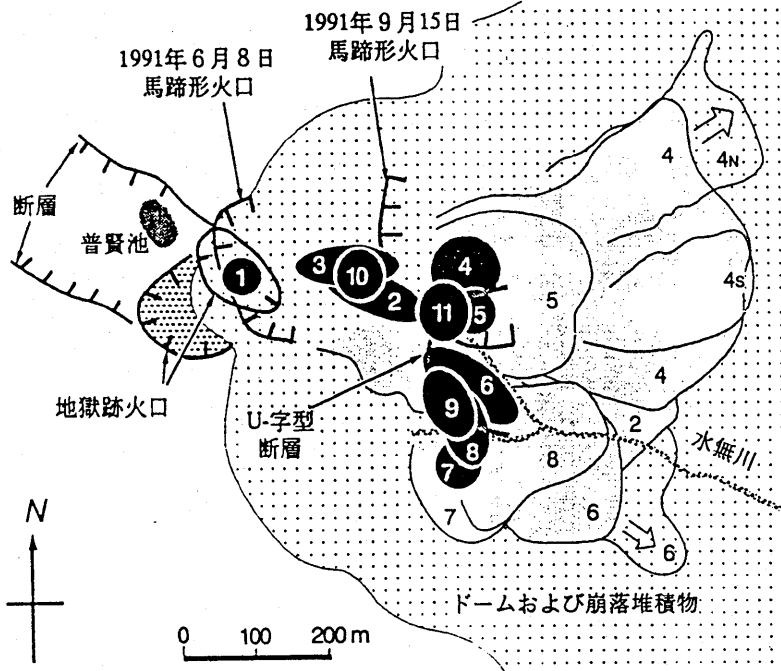 1991年9月15日
馬蹄形火口
1991年6月8日
馬蹄形火口
断層
普賢池
地獄跡火口
U-字型
断層
水無川
ドームおよび崩落堆積物
N
0 100 200 m
1
3
10
2
4
11
5
6
9
8
7
4
4N
4S
5
4
2
8
7
6
6